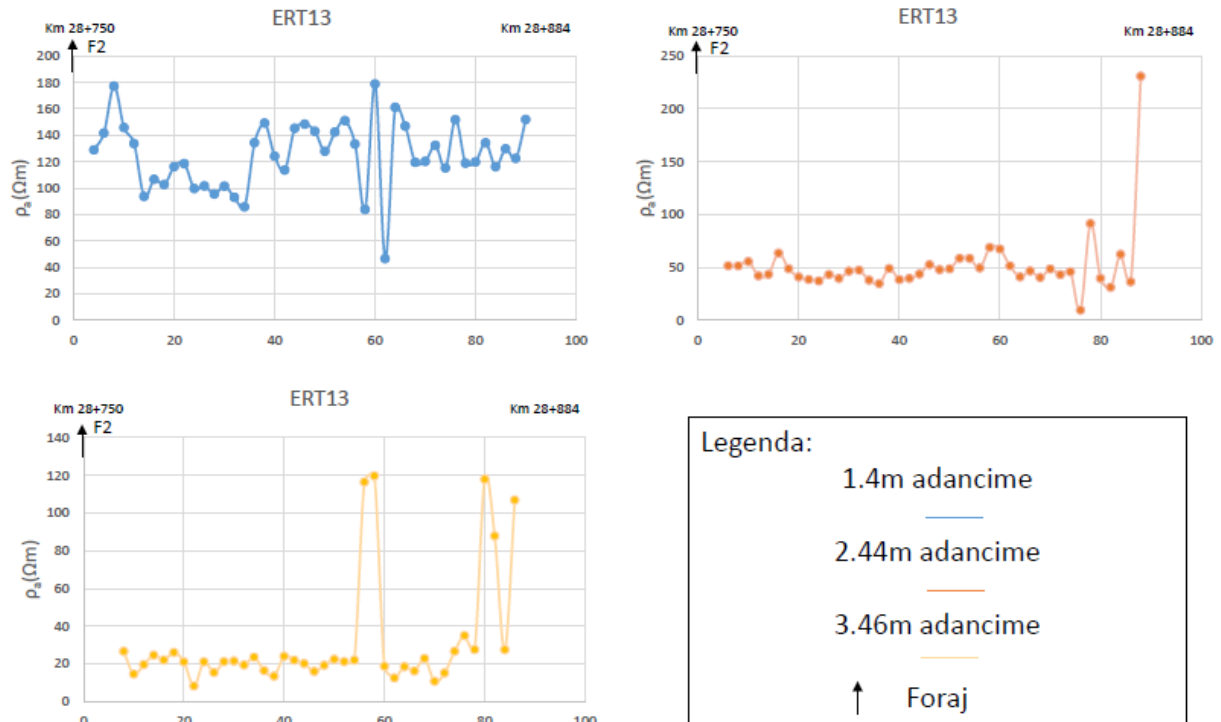 ERT13
Km 28+750
Km 28+884
F2
ρa(Ωm)
200
180
160
140
120
100
80
60
40
20
0
0 20 40 60 80 100
ERT13
Km 28+750
Km 28+884
F2
ρa(Ωm)
250
200
150
100
50
0
0 20 40 60 80 100
ERT13
Km 28+750
Km 28+884
F2
ρa(Ωm)
140
120
100
80
60
40
20
0
0 20 40 60 80 100
Legenda:
1.4m adancime
2.44m adancime
3.46m adancime
Foraj